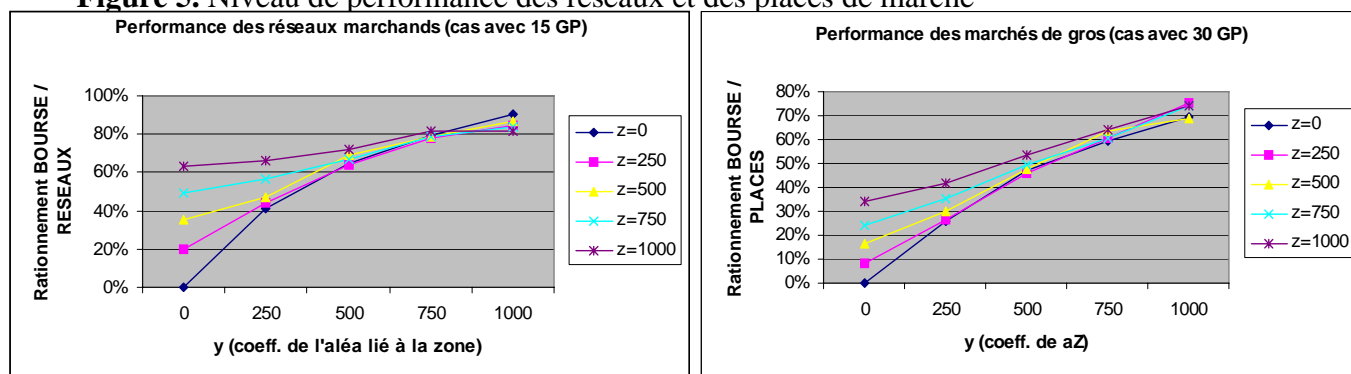 Figure 5. Niveau de performance des réseaux et des places de marché
Performance des réseaux marchands (cas avec 15 GP)
Rationnement BOURSE /
RESEAUX
100%
80%
60%
40%
20%
0%
0 250 500 750 1000
y (coeff. de l'aléa lié à la zone)
z=0
z=250
z=500
z=750
z=1000
Performance des marchés de gros (cas avec 30 GP)
Rationnement BOURSE /
PLACES
80%
70%
60%
50%
40%
30%
20%
10%
0%
0 250 500 750 1000
y (coeff. de aZ)
z=0
z=250
z=500
z=750
z=1000